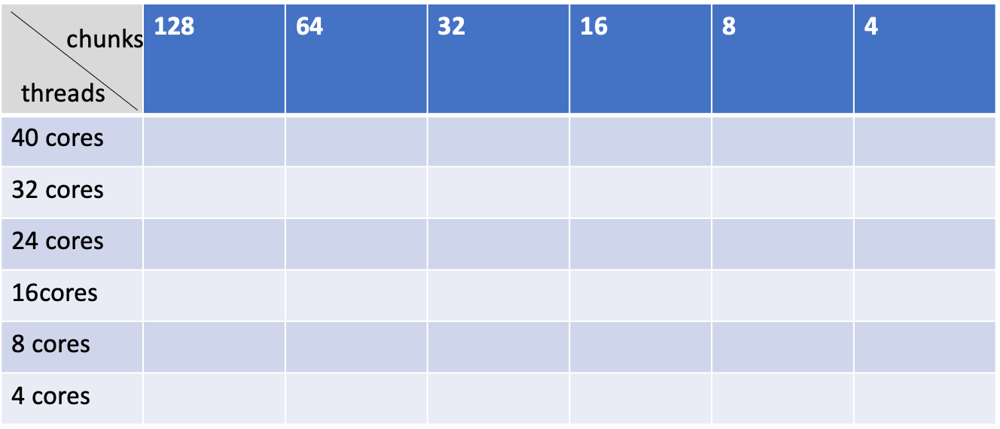 chunks 128 64 32 16 8 4
threads
40 cores
32 cores
24 cores
16cores
8 cores
4 cores